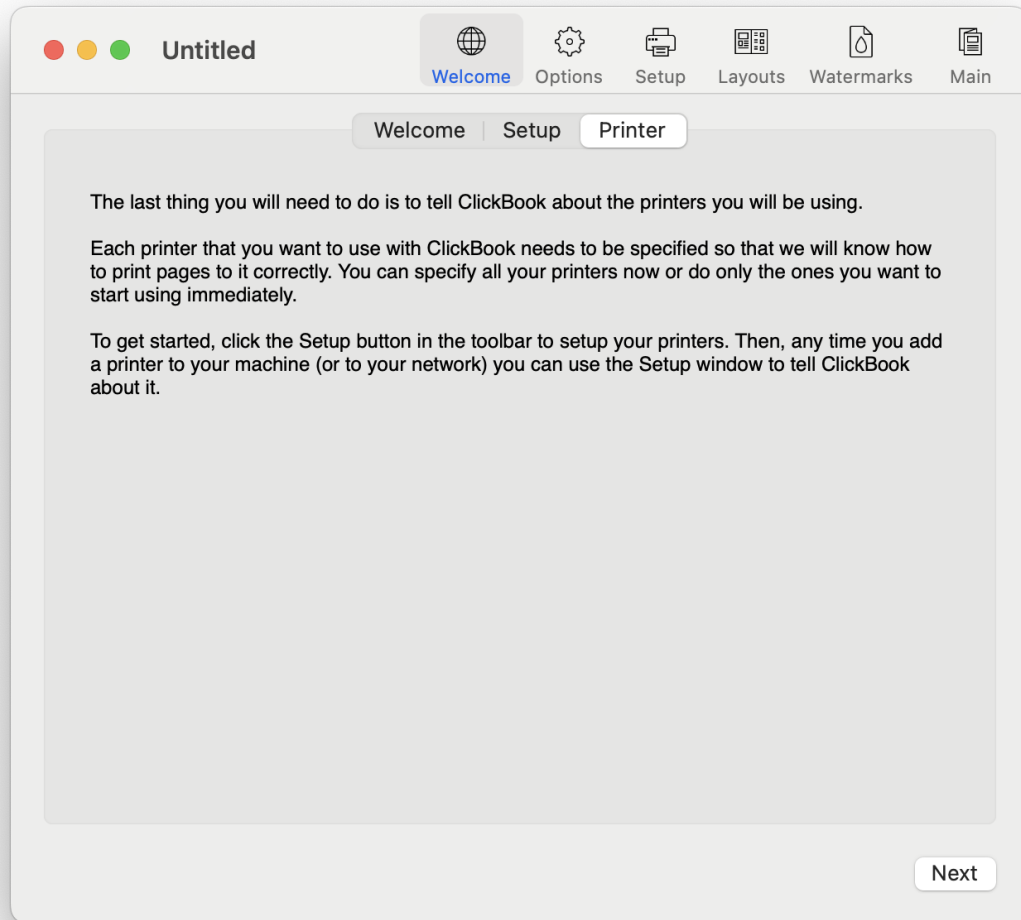 Untitled
Welcome Options Setup Layouts Watermarks Main
Welcome Setup Printer
The last thing you will need to do is to tell ClickBook about the printers you will be using.
Each printer that you want to use with ClickBook needs to be specified so that we will know how
to print pages to it correctly. You can specify all your printers now or do only the ones you want to
start using immediately.
To get started, click the Setup button in the toolbar to setup your printers. Then, any time you add
a printer to your machine (or to your network) you can use the Setup window to tell ClickBook
about it.
Next